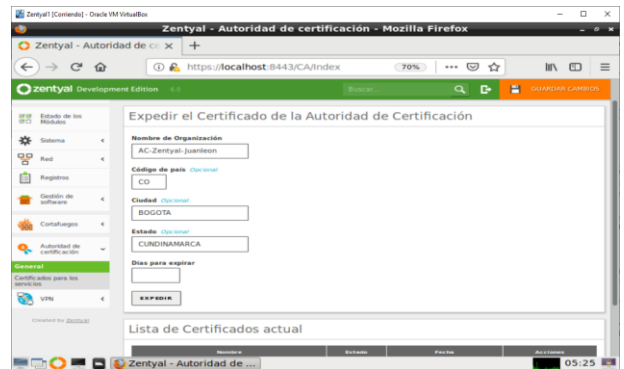 Zentyal1 [Corriendo] - Oracle VM VirtualBox
Zentyal - Autoridad de certificación - Mozilla Firefox
Zentyal - Autoridad de cc
https://localhost:8443/CA/Index
70%
zentyal Development Edition 6.0
Buscar...
GUARDAR CAMBIOS
Estado de los Módulos
Sistema
Red
Registros
Gestión de software
Cortafuegos
Autoridad de certificación
General
Certificados para los servicios
VPN
Created by Zentyal
Expedir el Certificado de la Autoridad de Certificación
Nombre de Organización
AC-Zentyal-Juanleon
Código de país Opcional
CO
Ciudad Opcional
BOGOTA
Estado Opcional
CUNDINAMARCA
Días para expirar
EXPEDIR
Lista de Certificados actual
Nombre Estado Fecha Acciones
Zentyal - Autoridad de ...
05:25